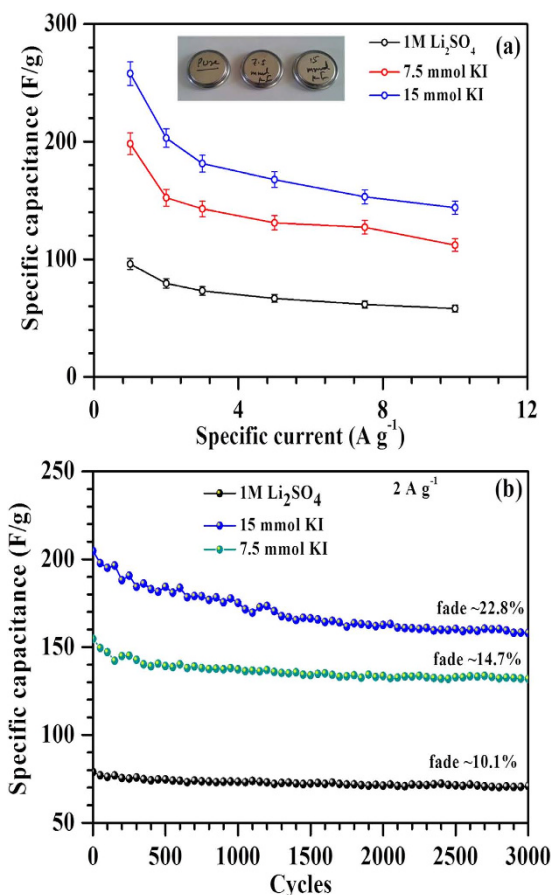 300
200
100
0
Specific capacitance (F/g)
(a)
Pure
7.5
mmol
KI
15
mmol
KI
1M Li₂SO₄
7.5 mmol KI
15 mmol KI
0 4 8 12
Specific current (A g⁻¹)
250
200
150
100
50
Specific capacitance (F/g)
1M Li₂SO₄
15 mmol KI
7.5 mmol KI
2 A g⁻¹
(b)
fade ~22.8%
fade ~14.7%
fade ~10.1%
0 500 1000 1500 2000 2500 3000
Cycles